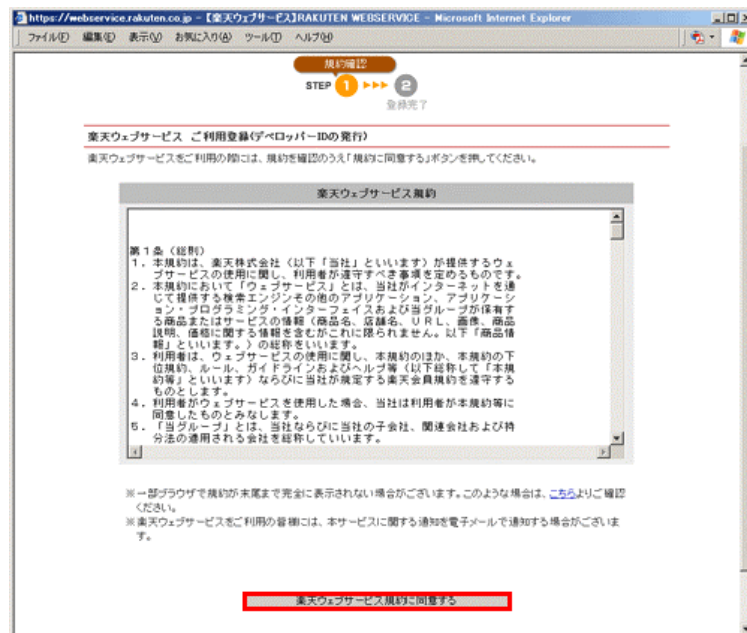 https://webservice.rakuten.co.jp - 【楽天ウェブサービス】RAKUTEN WEBSERVICE - Microsoft Internet Explorer
ファイル(F) 編集(E) 表示(V) お気に入り(A) ツール(T) ヘルプ(H)
規約確認
STEP 1 2
登録完了
楽天ウェブサービス ご利用登録(デベロッパーIDの発行)
楽天ウェブサービスをご利用の際には、規約を確認のうえ「規約に同意する」ボタンを押してください。
楽天ウェブサービス規約
第1条（総則）
1. 本規約は、楽天株式会社（以下「当社」といいます）が提供するウェ
ブサービスの使用に関し、利用者が遵守すべき事項を定めるものです。
2. 本規約において「ウェブサービス」とは、当社がインターネットを通
じて提供する検索エンジンその他のアプリケーション、アプリケーシ
ョン・プログラミング・インターフェイスおよび当グループが保有す
る商品またはサービスの情報（商品名、店舗名、URL、画像、商品
説明、価格に関する情報を含むがこれに限られません。以下「商品情
報」といいます。）の総称をいいます。
3. 利用者は、ウェブサービスの使用に関し、本規約のほか、本規約の下
位規約、ルール、ガイドラインおよびヘルプ等（以下総称して「本規
約等」といいます）ならびに当社が規定する楽天会員規約を遵守する
ものとします。
4. 利用者がウェブサービスを使用した場合、当社は利用者が本規約等に
同意したものとみなします。
5. 「当グループ」とは、当社ならびに当社の子会社、関連会社および持
分法の適用される会社を総称していいます。
※一部ブラウザで規約が末尾まで完全に表示されない場合がございます。このような場合は、こちらよりご確認
ください。
※楽天ウェブサービスをご利用の皆様には、本サービスに関する通知を電子メールで通知する場合がございま
す。
楽天ウェブサービス規約に同意する